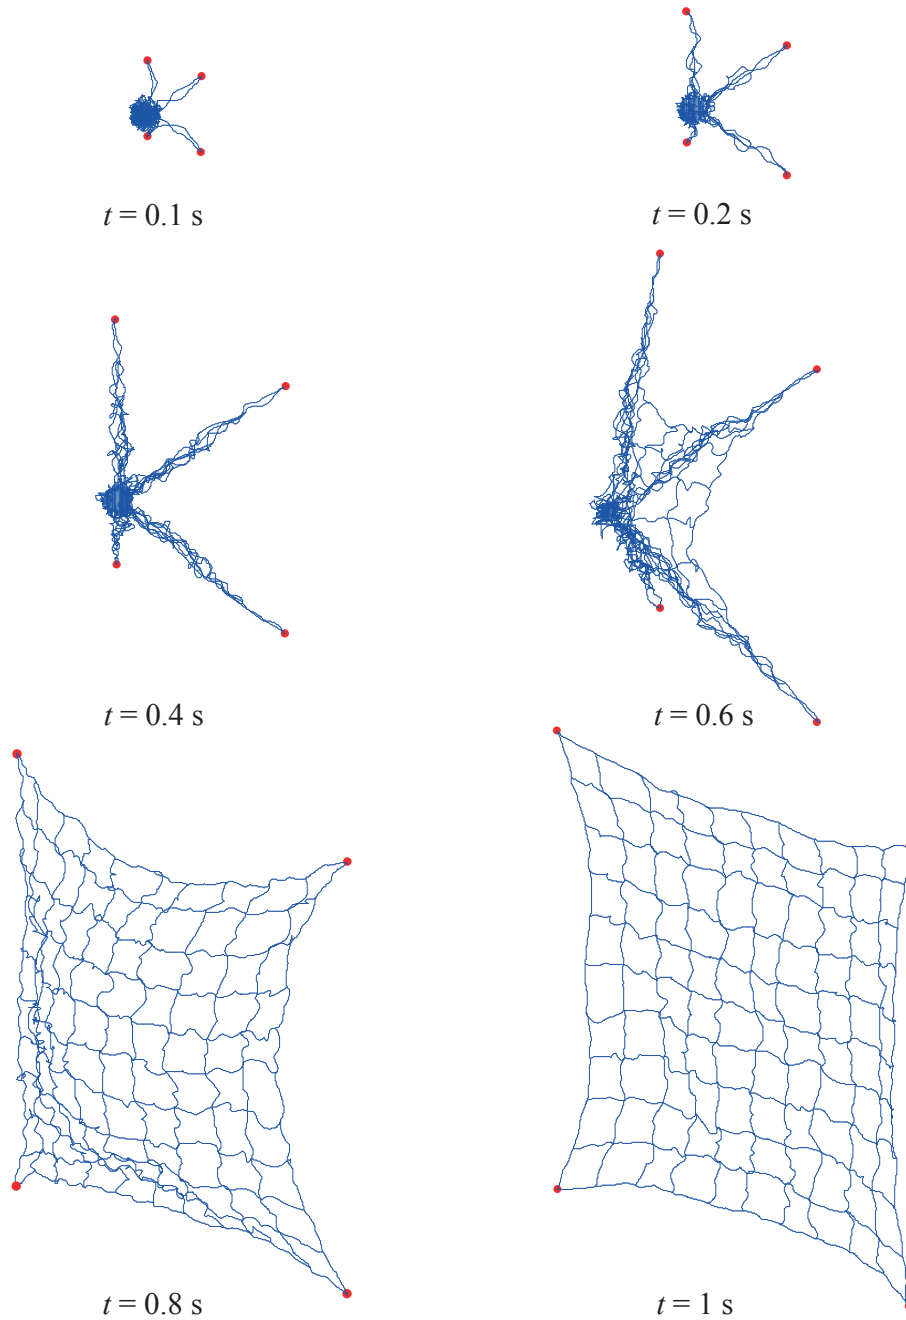 t = 0.1 s
t = 0.2 s
t = 0.4 s
t = 0.6 s
t = 0.8 s
t = 1 s